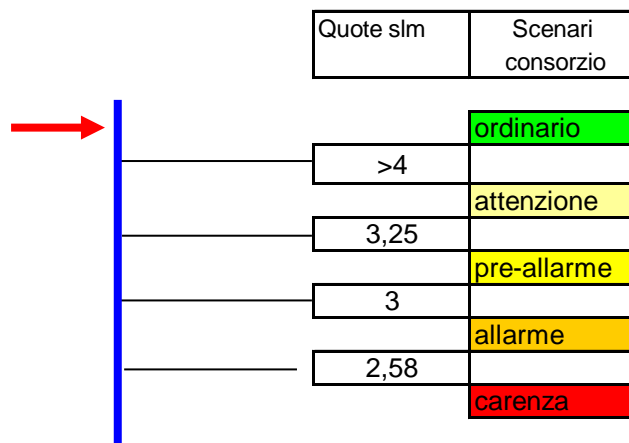 Quote slm Scenari
consorzio
ordinario
>4
attenzione
3,25
pre-allarme
3
allarme
2,58
carenza